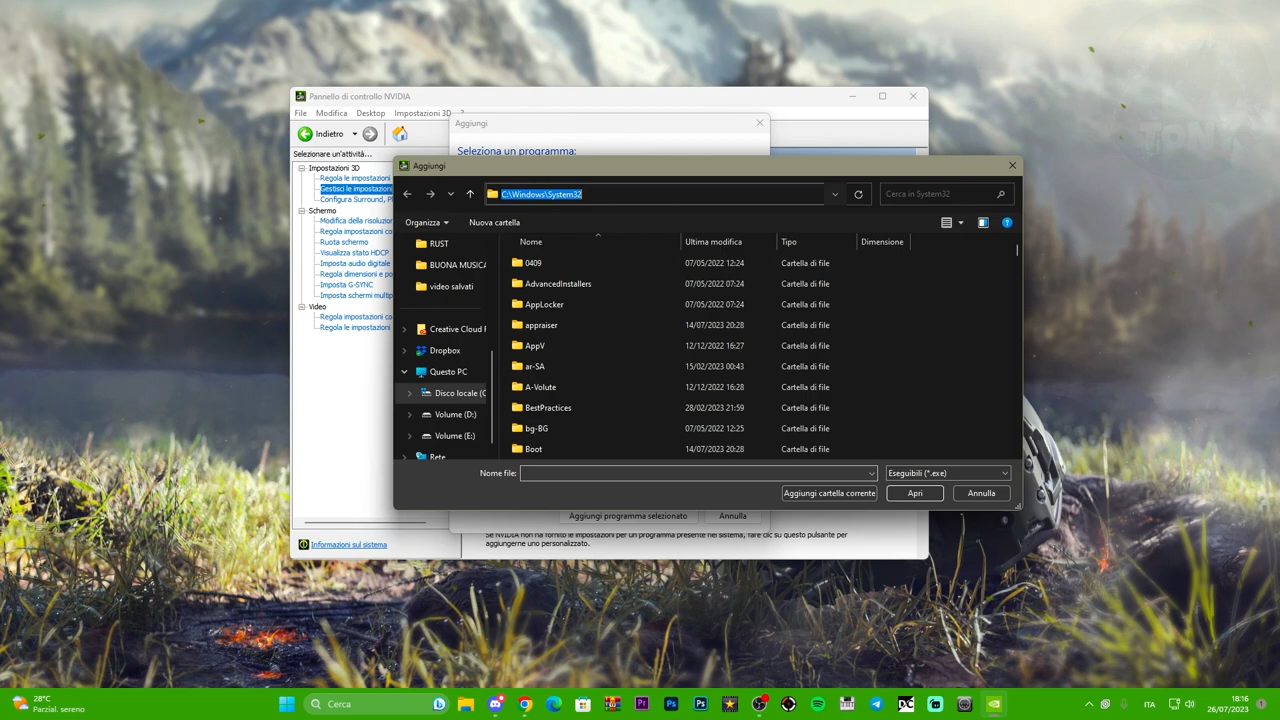 Pannello di controllo NVIDIA
File Modifica Desktop Impostazioni 3D ?
Indietro
Selezionare un'attività...
Impostazioni 3D
Regola le impostazioni
Gestisci le impostazioni
Configura Surround, P
Schermo
Modifica della risoluzion
Regola impostazioni co
Ruota schermo
Visualizza stato HDCP
Imposta audio digitale
Regola dimensioni e po
Imposta G-SYNC
Imposta schermi multip
Video
Regola impostazioni co
Regola le impostazioni
Informazioni sul sistema
Aggiungi
Seleziona un programma:
Aggiungi
C:\Windows\System32
Cerca in System32
Organizza Nuova cartella
RUST
BUONA MUSICA
video salvati
Creative Cloud F
Dropbox
Questo PC
Disco locale (C
Volume (D:)
Volume (E:)
Rete
Nome Ultima modifica Tipo Dimensione
0409 07/05/2022 12:24 Cartella di file
AdvancedInstallers 07/05/2022 07:24 Cartella di file
AppLocker 07/05/2022 07:24 Cartella di file
appraiser 14/07/2023 20:28 Cartella di file
AppV 12/12/2022 16:27 Cartella di file
ar-SA 15/02/2023 00:43 Cartella di file
A-Volute 12/12/2022 16:28 Cartella di file
BestPractices 28/02/2023 21:59 Cartella di file
bg-BG 07/05/2022 12:25 Cartella di file
Boot 14/07/2023 20:28 Cartella di file
Nome file: Eseguibili (*.exe)
Aggiungi cartella corrente Apri Annulla
Aggiungi programma selezionato Annulla
Se NVIDIA non ha fornito le impostazioni per un programma presente nel sistema, fare clic su questo pulsante per
aggiungerne uno personalizzato.
28°C
Parzial. sereno
Cerca
ITA
18:16
26/07/2023